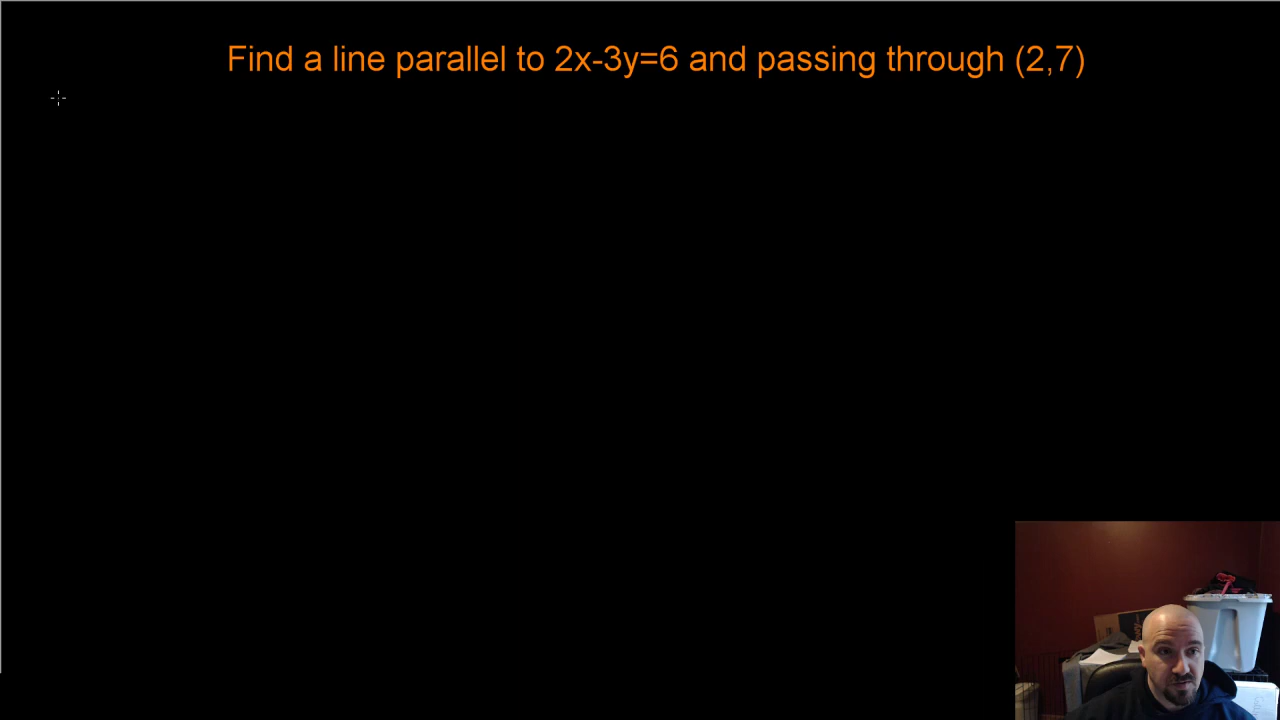 Find a line parallel to 2x-3y=6 and passing through (2,7)